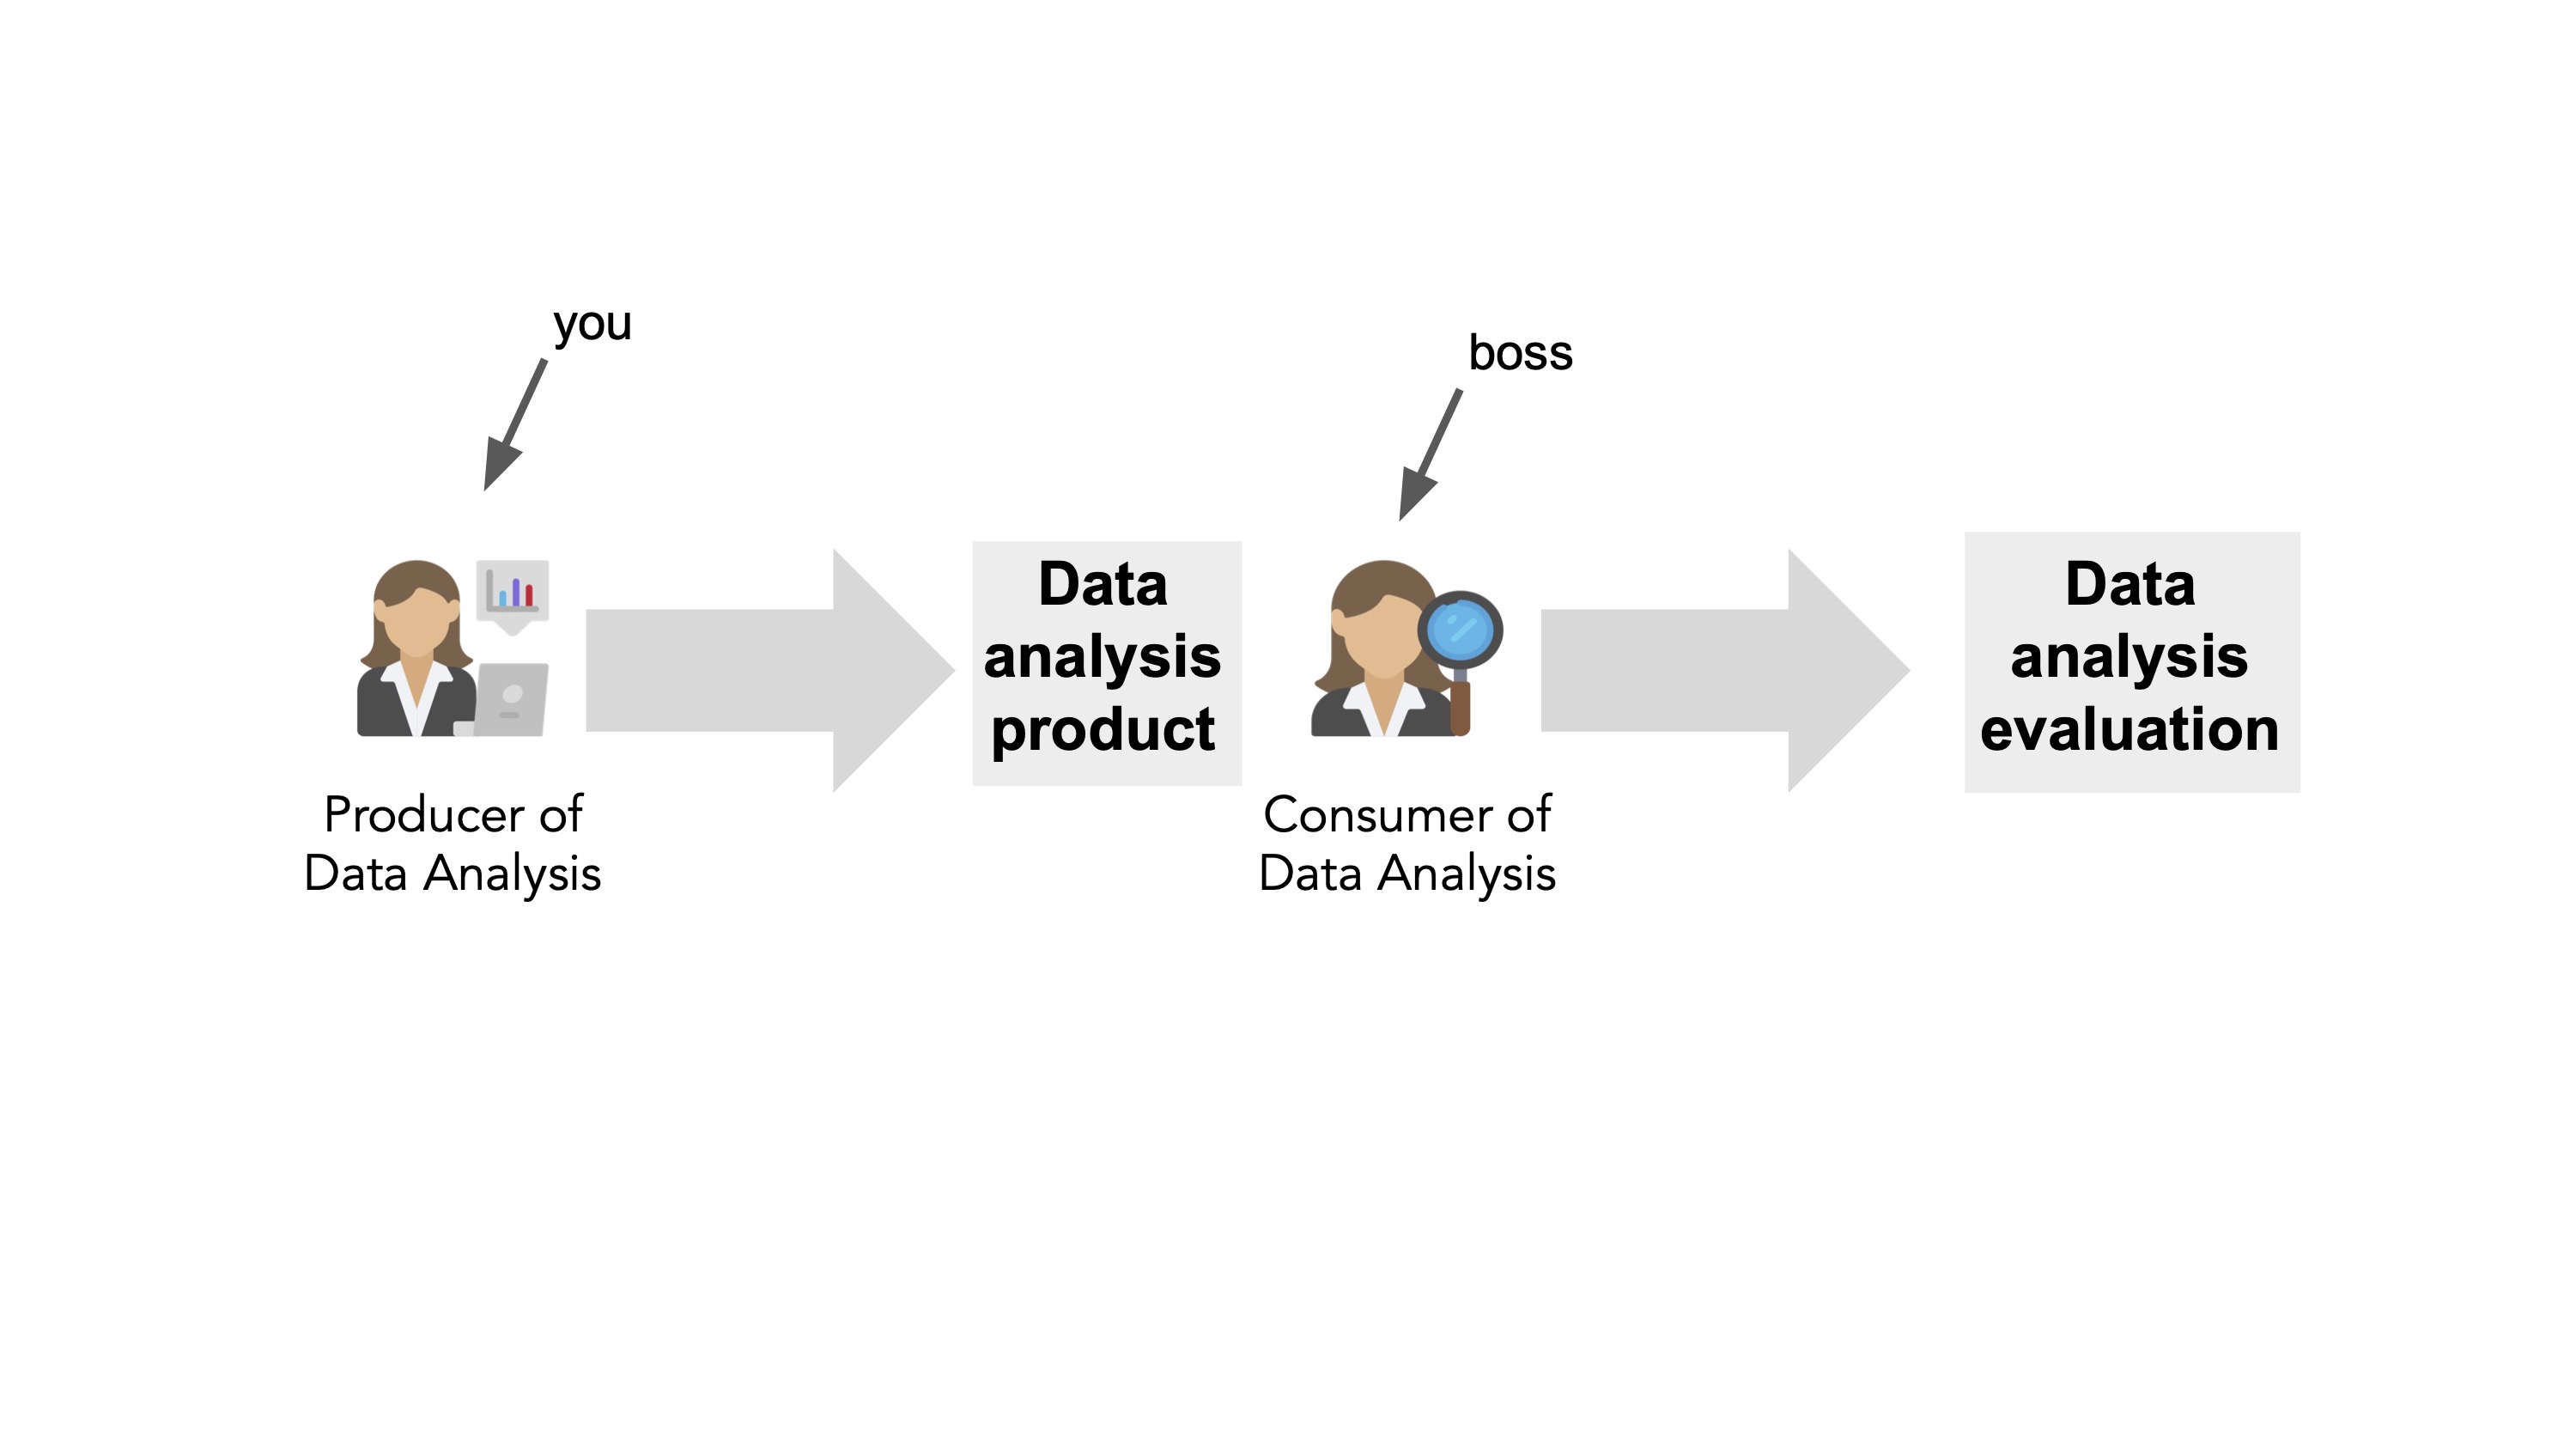 you
boss
Data
analysis
product
Data
analysis
evaluation
Producer of
Data Analysis
Consumer of
Data Analysis